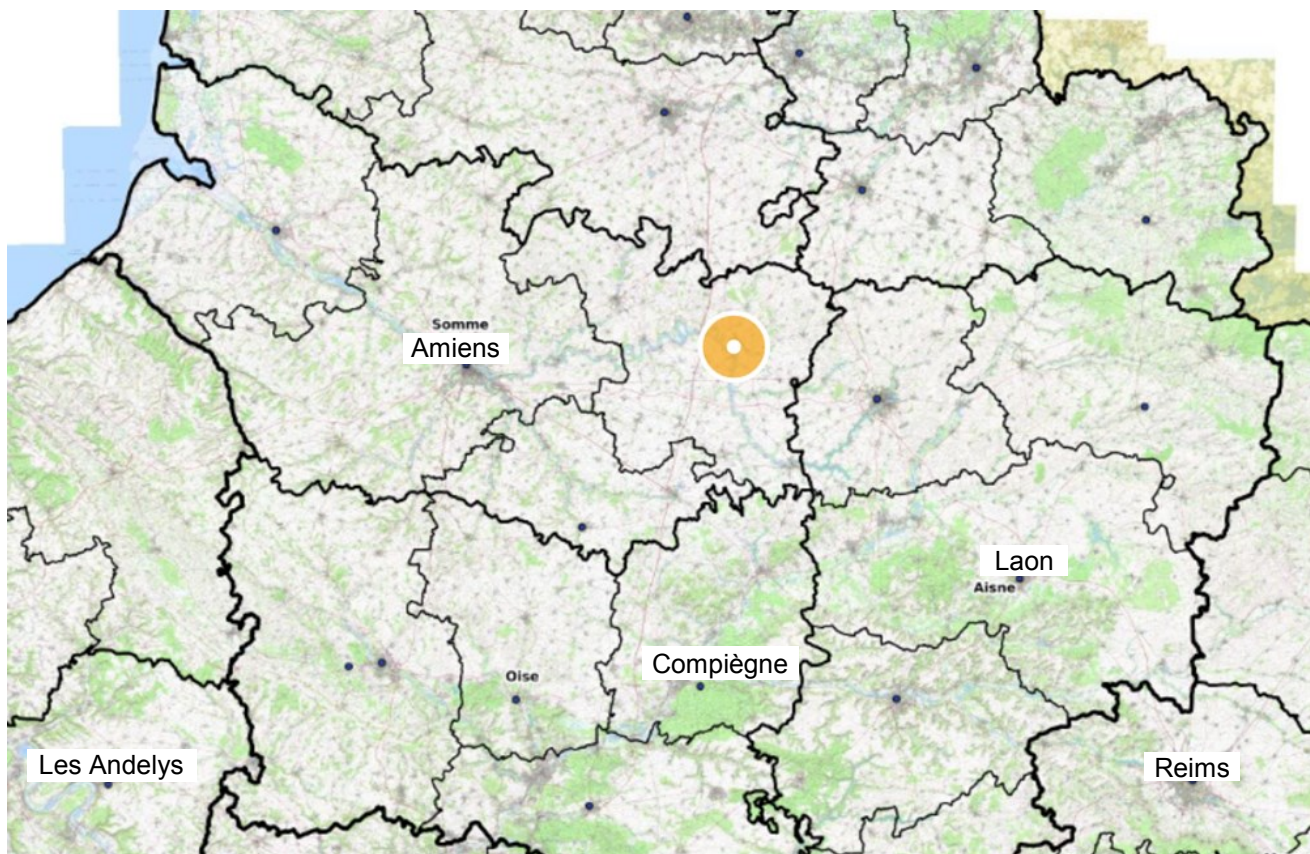 Somme
Amiens
Laon
Aisne
Compiègne
Oise
Les Andelys
Reims